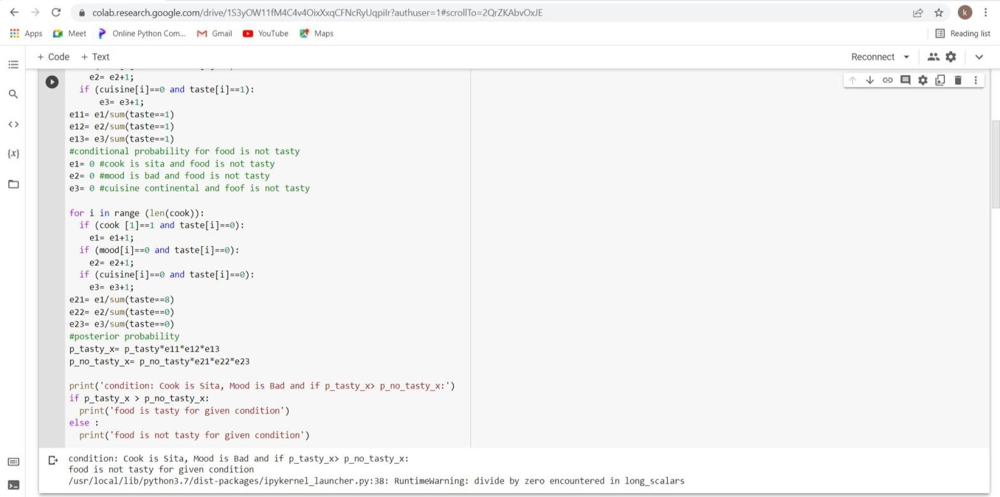 colab.research.google.com/drive/1S3yOW11fM4C4v4OixXxqCFNcRyUqpiIr?authuser=1#scrollTo=2QrZKAbvOxJE
k
Apps Meet Online Python Com... Gmail YouTube Maps Reading list
+ Code + Text Reconnect
e2= e2+1;
if (cuisine[i]==0 and taste[i]==1):
e3= e3+1;
e11= e1/sum(taste==1)
e12= e2/sum(taste==1)
e13= e3/sum(taste==1)
#conditional probability for food is not tasty
e1= 0 #cook is sita and food is not tasty
e2= 0 #mood is bad and food is not tasty
e3= 0 #cuisine continental and foof is not tasty
for i in range (len(cook)):
if (cook [1]==1 and taste[i]==0):
e1= e1+1;
if (mood[i]==0 and taste[i]==0):
e2= e2+1;
if (cuisine[i]==0 and taste[i]==0):
e3= e3+1;
e21= e1/sum(taste==8)
e22= e2/sum(taste==0)
e23= e3/sum(taste==0)
#posterior probability
p_tasty_x= p_tasty*e11*e12*e13
p_no_tasty_x= p_no_tasty*e21*e22*e23
print('condition: Cook is Sita, Mood is Bad and if p_tasty_x> p_no_tasty_x:')
if p_tasty_x > p_no_tasty_x:
print('food is tasty for given condition')
else :
print('food is not tasty for given condition')
condition: Cook is Sita, Mood is Bad and if p_tasty_x> p_no_tasty_x:
food is not tasty for given condition
/usr/local/lib/python3.7/dist-packages/ipykernel_launcher.py:38: RuntimeWarning: divide by zero encountered in long_scalars